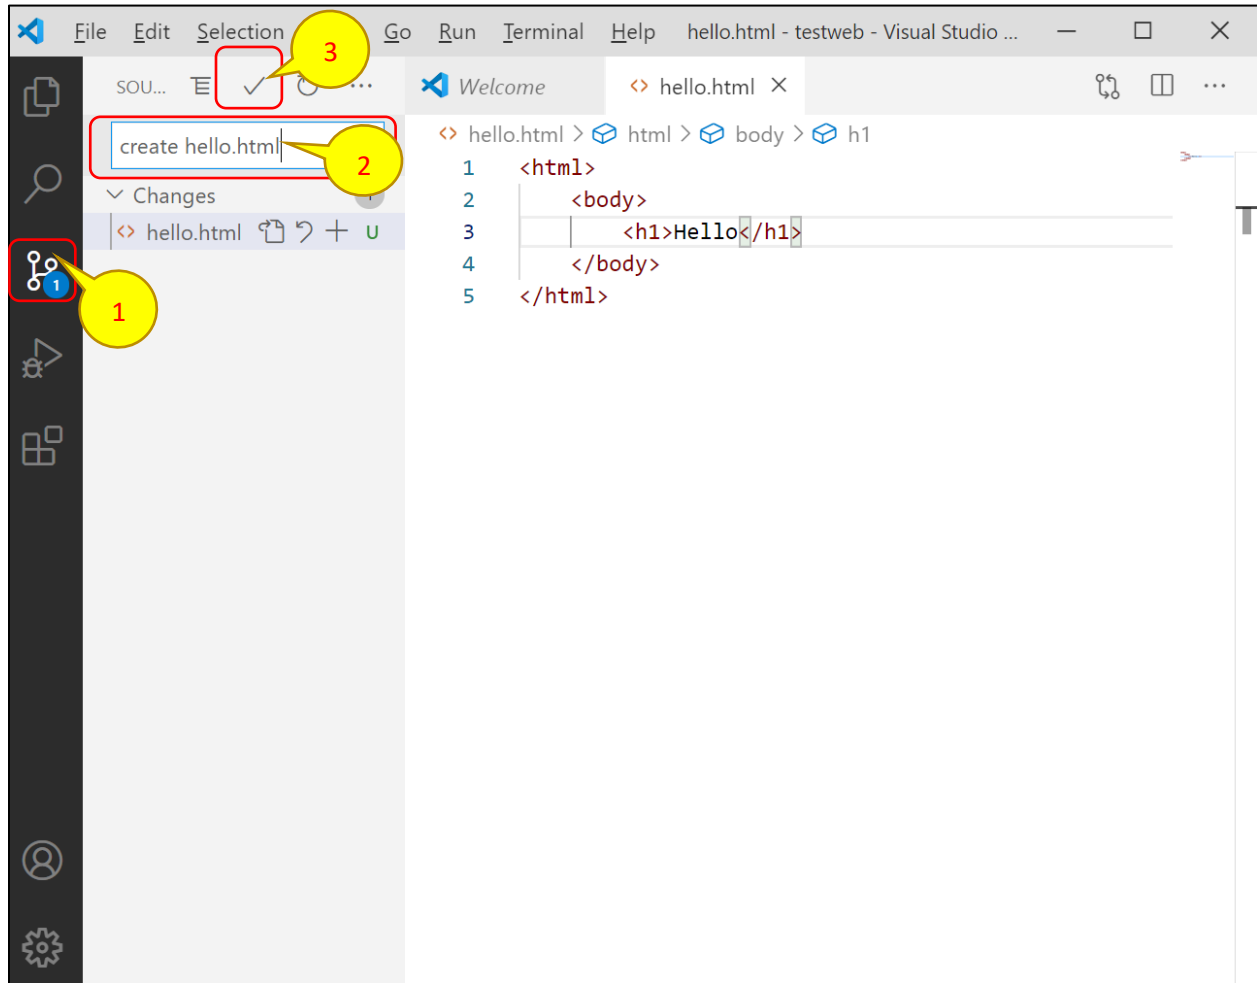 File Edit Selection Go Run Terminal Help hello.html - testweb - Visual Studio ...
3
SOU... ...
Welcome
hello.html
...
create hello.html
2
Changes
hello.html U
1
1
hello.html > html > body > h1
1 <html>
2 <body>
3 <h1>Hello</h1>
4 </body>
5 </html>